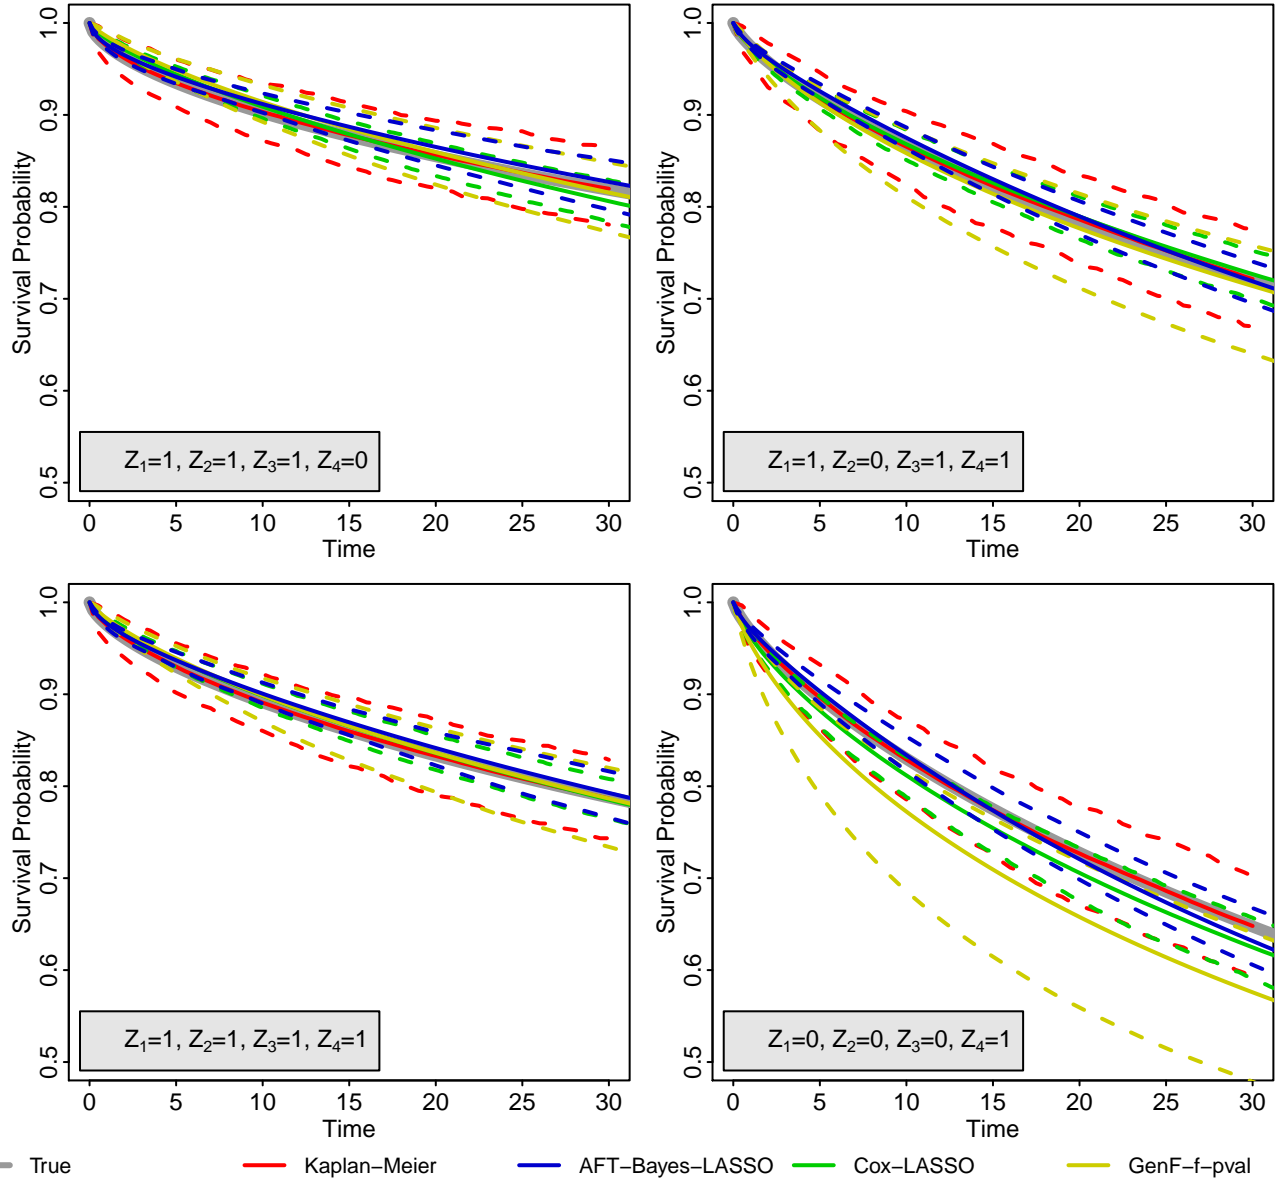 Survival Probability
1.0
0.9
0.8
0.7
0.6
0.5
Z1=1, Z2=1, Z3=1, Z4=0
0 5 10 15 20 25 30
Time
Survival Probability
1.0
0.9
0.8
0.7
0.6
0.5
Z1=1, Z2=0, Z3=1, Z4=1
0 5 10 15 20 25 30
Time
Survival Probability
1.0
0.9
0.8
0.7
0.6
0.5
Z1=1, Z2=1, Z3=1, Z4=1
0 5 10 15 20 25 30
Time
Survival Probability
1.0
0.9
0.8
0.7
0.6
0.5
Z1=0, Z2=0, Z3=0, Z4=1
0 5 10 15 20 25 30
Time
True Kaplan−Meier AFT−Bayes−LASSO Cox−LASSO GenF−f−pval